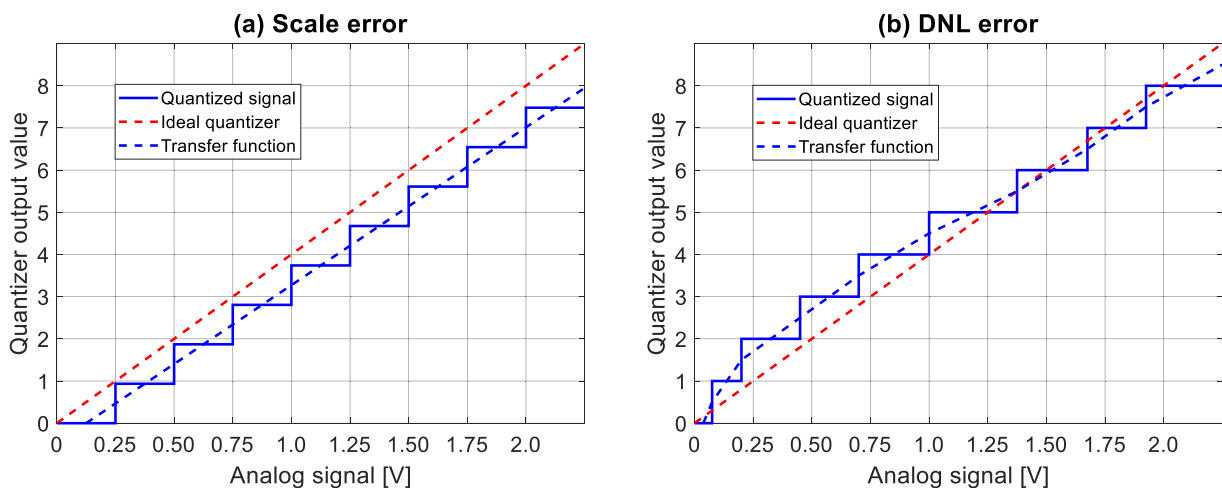 (a) Scale error
Quantizer output value
8
7
6
5
4
3
2
1
0
Quantized signal
Ideal quantizer
Transfer function
0 0.25 0.50 0.75 1.0 1.25 1.50 1.75 2.0
Analog signal [V]
(b) DNL error
Quantizer output value
8
7
6
5
4
3
2
1
0
Quantized signal
Ideal quantizer
Transfer function
0 0.25 0.50 0.75 1.0 1.25 1.50 1.75 2.0
Analog signal [V]